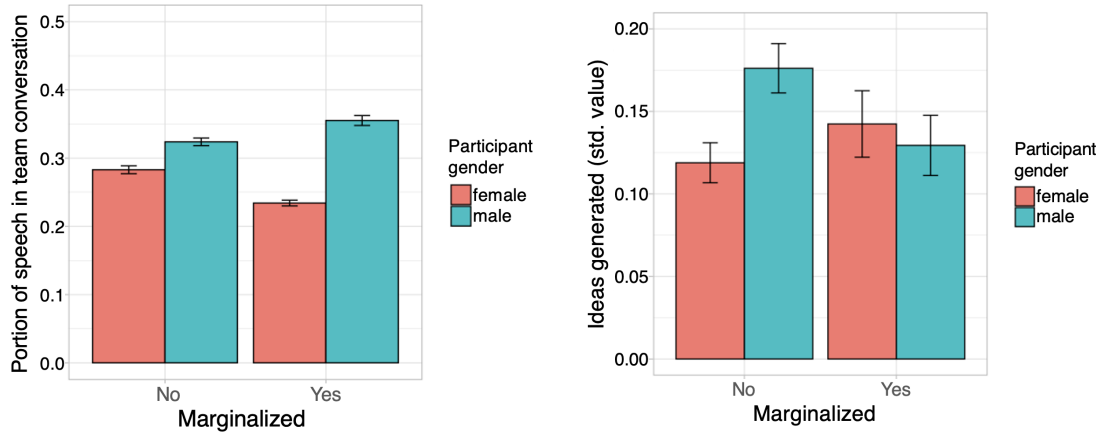 Portion of speech in team conversation
0.5
0.4
0.3
0.2
0.1
0.0
No
Yes
Marginalized
Participant
gender
female
male
Ideas generated (std. value)
0.20
0.15
0.10
0.05
0.00
No
Yes
Marginalized
Participant
gender
female
male